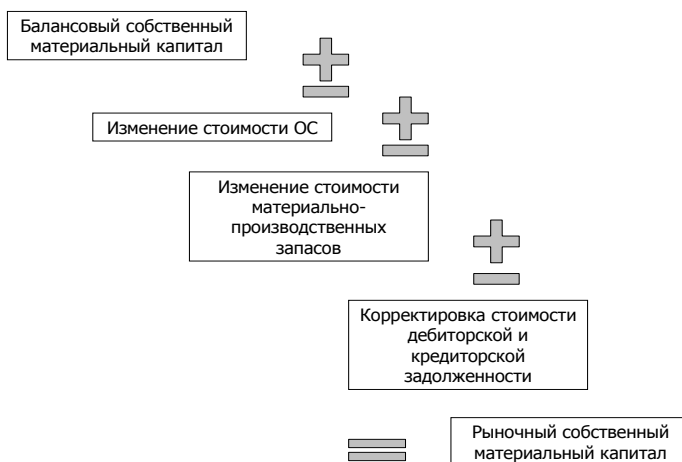 Балансовый собственный
материальный капитал
Изменение стоимости ОС
Изменение стоимости
материально-
производственных
запасов
Корректировка стоимости
дебиторской и
кредиторской
задолженности
Рыночный собственный
материальный капитал